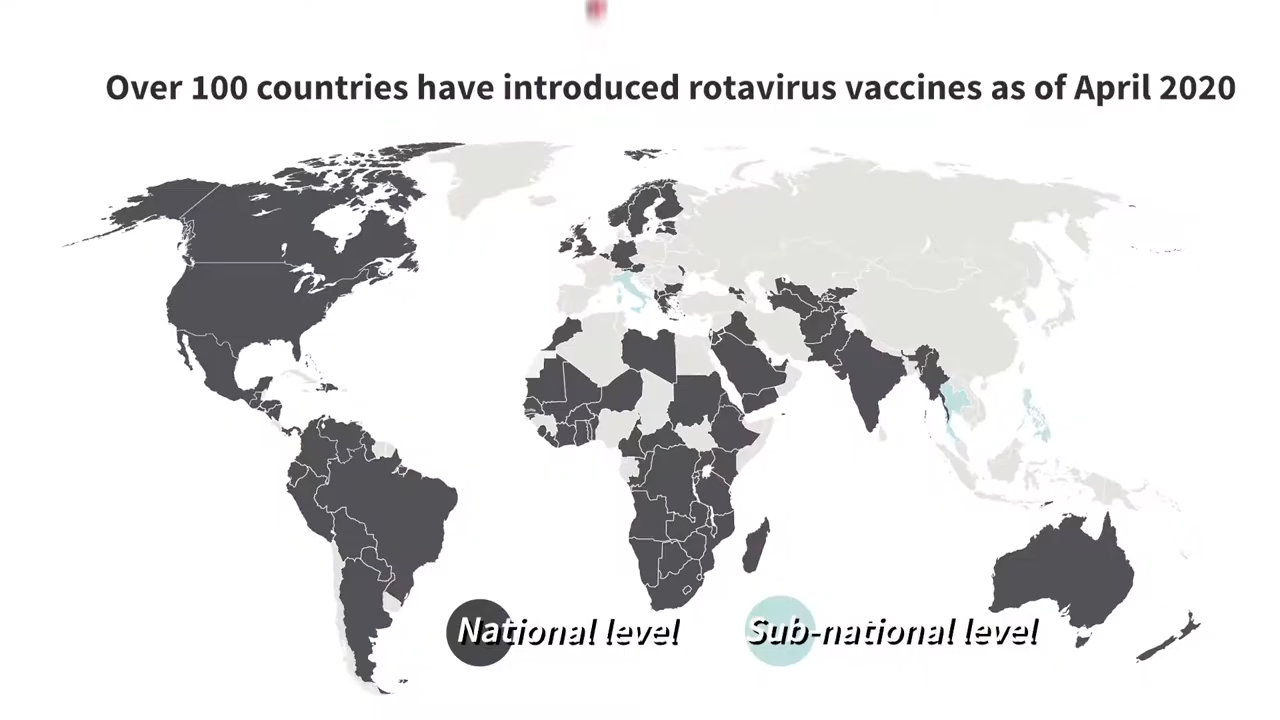 Over 100 countries have introduced rotavirus vaccines as of April 2020
National level
Sub-national level